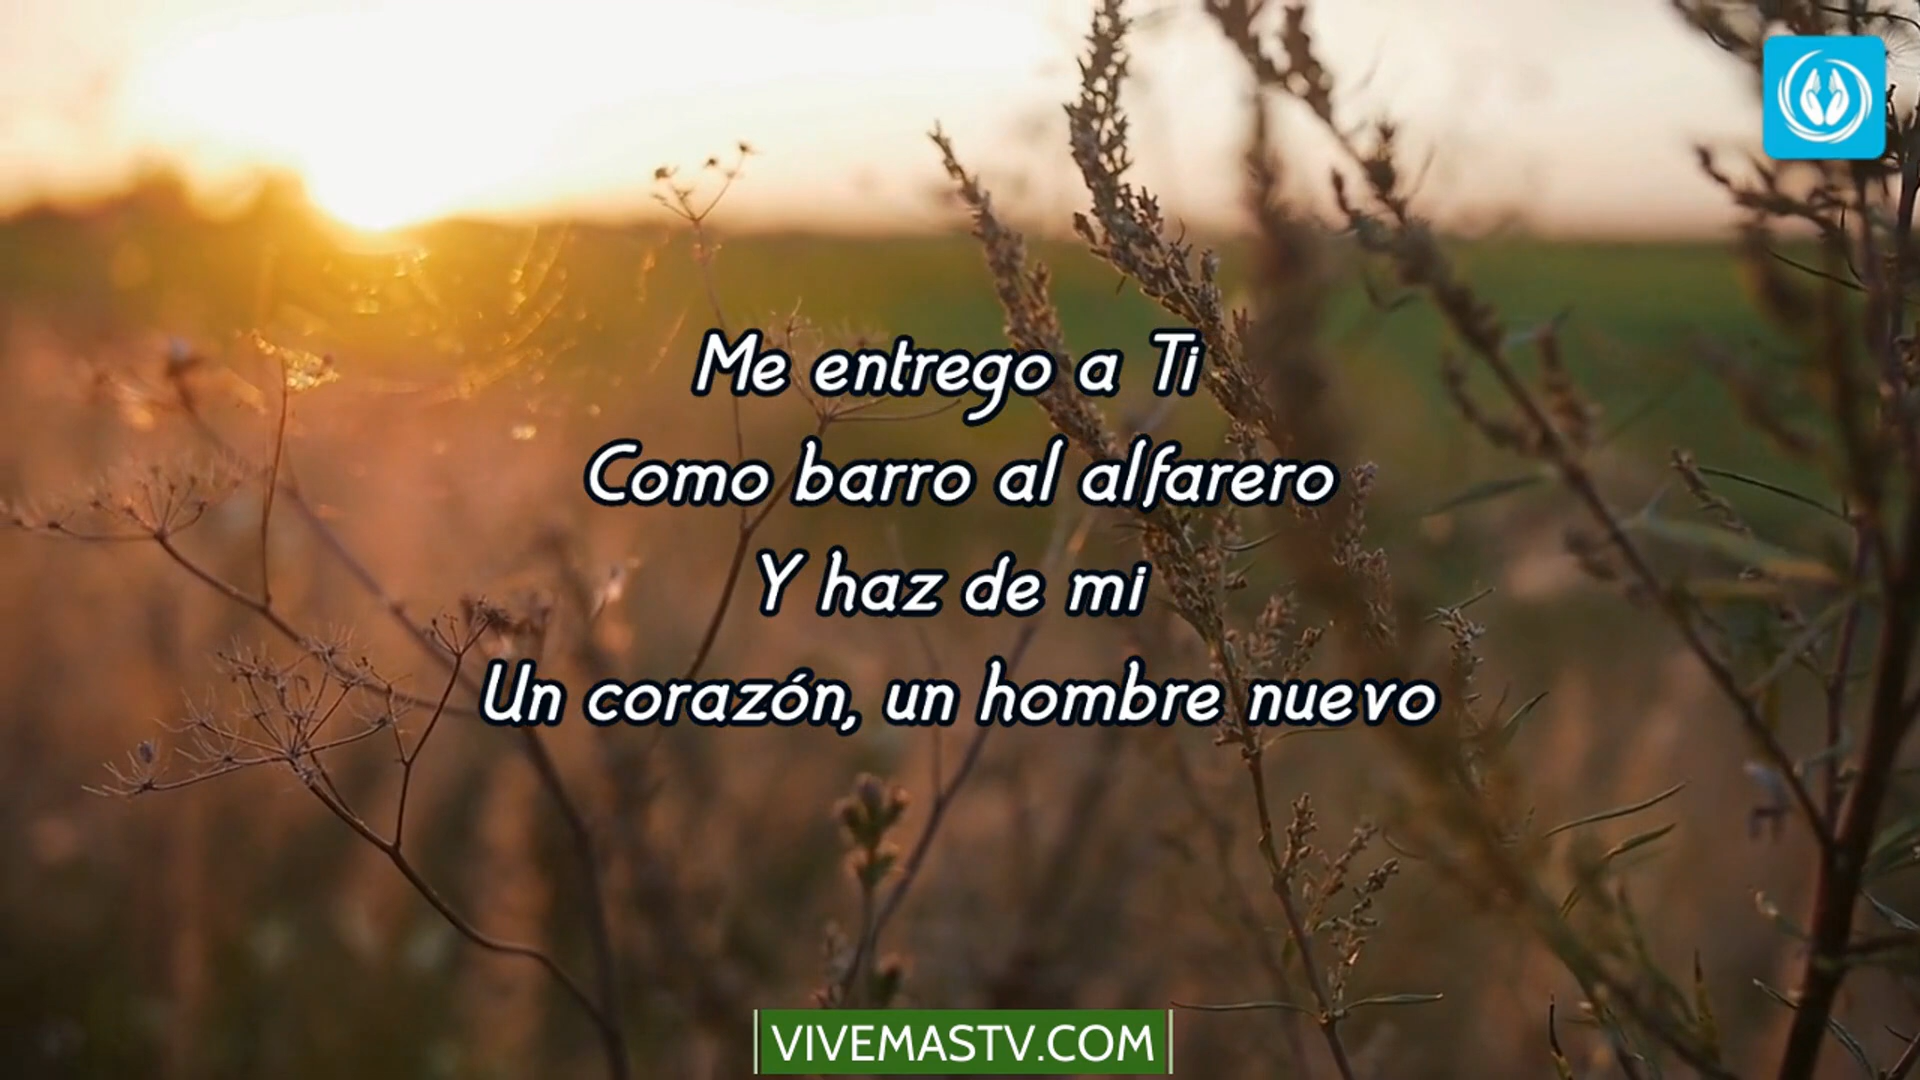 Me entrego a Ti
Como barro al alfarero
Y haz de mi
Un corazón, un hombre nuevo
VIVEMASTV.COM